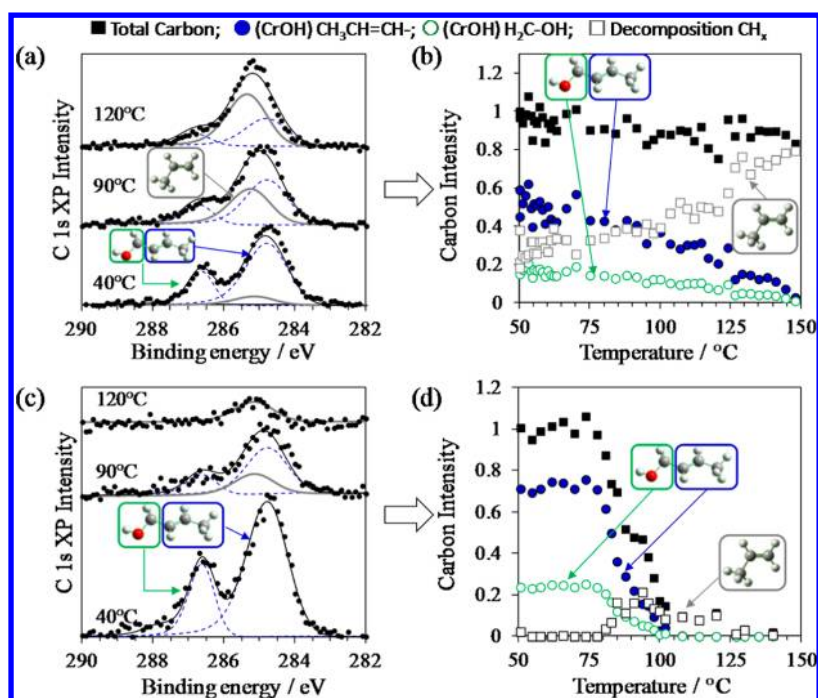 ■ Total Carbon; ● (CrOH) CH₃CH=CH-; ○ (CrOH) H₂C-OH; □ Decomposition CHₓ
(a)
C 1s XP Intensity
120°C
90°C
40°C
290 288 286 284 282
Binding energy / eV
(b)
Carbon Intensity
1.2
1
0.8
0.6
0.4
0.2
0
50 75 100 125 150
Temperature / °C
(c)
C 1s XP Intensity
120°C
90°C
40°C
290 288 286 284 282
Binding energy / eV
(d)
Carbon Intensity
1.2
1
0.8
0.6
0.4
0.2
0
50 75 100 125 150
Temperature / °C